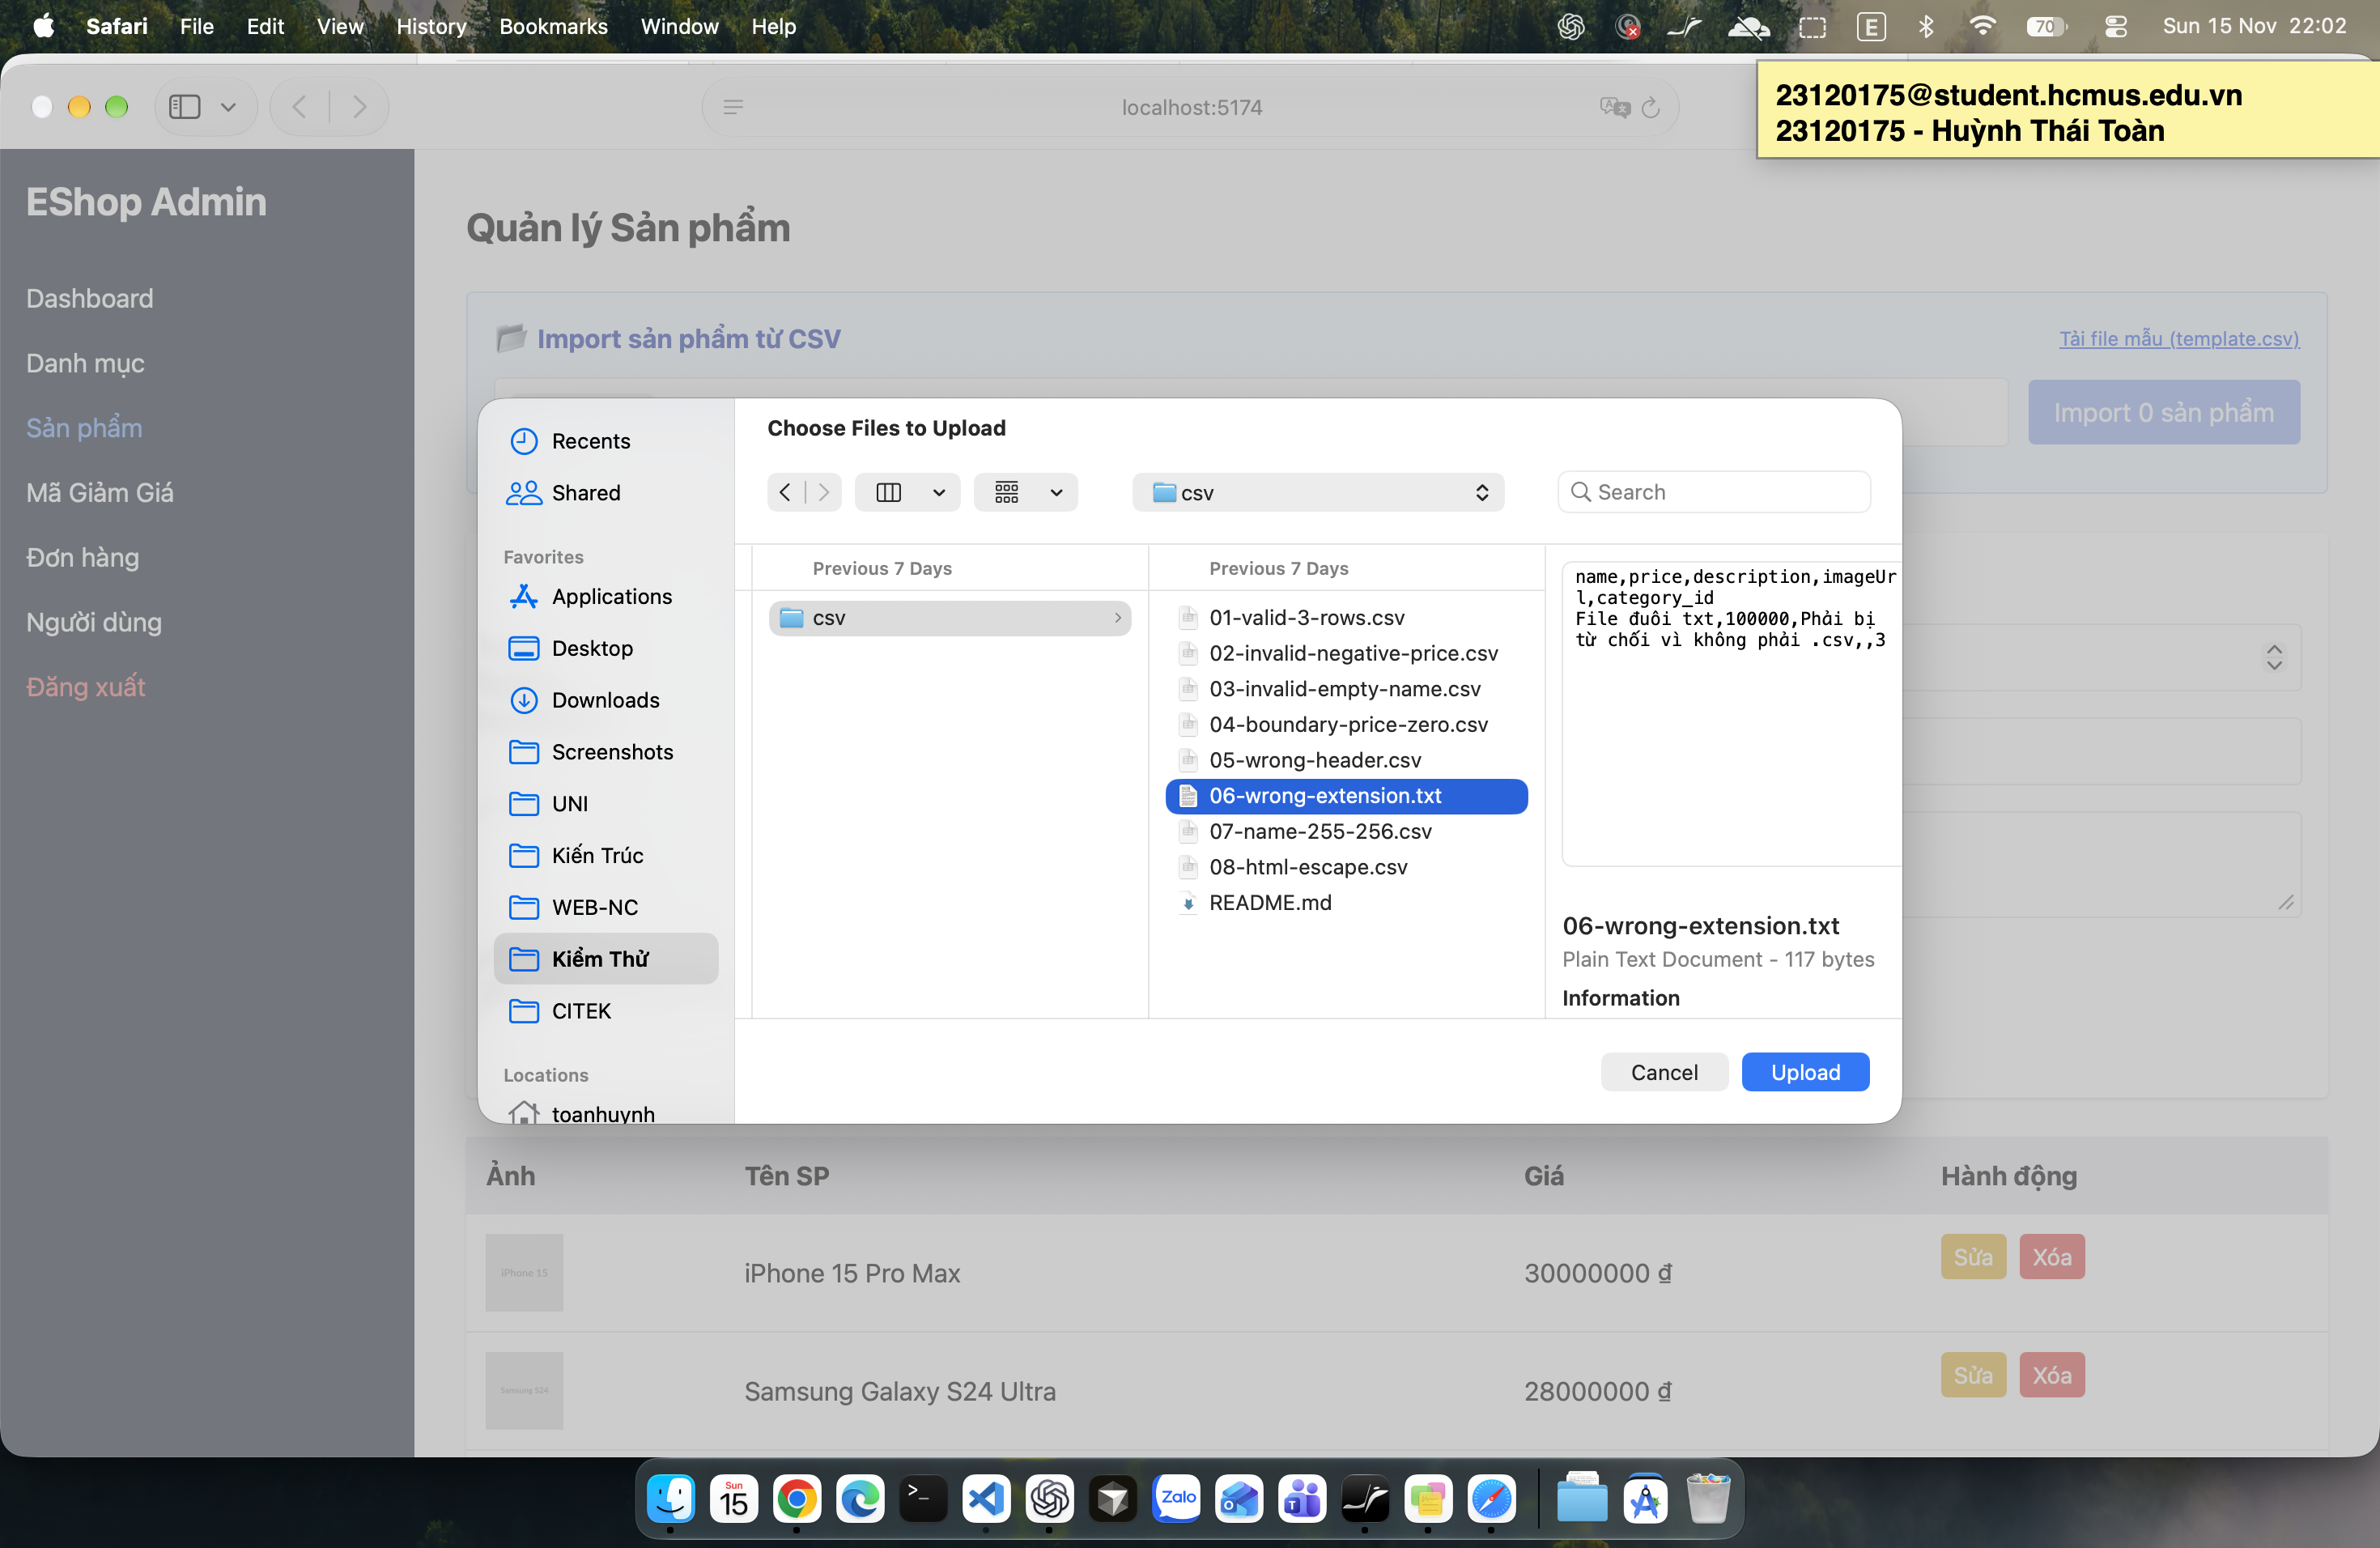 Safari File Edit View History Bookmarks Window Help
E
70
Sun 15 Nov 22:02
23120175@student.hcmus.edu.vn
23120175 - Huỳnh Thái Toàn
localhost:5174
EShop Admin
Dashboard
Danh mục
Sản phẩm
Mã Giảm Giá
Đơn hàng
Người dùng
Đăng xuất
Quản lý Sản phẩm
Import sản phẩm từ CSV
Tải file mẫu (template.csv)
Import 0 sản phẩm
Recents
Shared
Favorites
Applications
Desktop
Downloads
Screenshots
UNI
Kiến Trúc
WEB-NC
Kiểm Thử
CITEK
Locations
toanhuynh
Choose Files to Upload
csv
Search
Previous 7 Days
csv
Previous 7 Days
01-valid-3-rows.csv
02-invalid-negative-price.csv
03-invalid-empty-name.csv
04-boundary-price-zero.csv
05-wrong-header.csv
06-wrong-extension.txt
07-name-255-256.csv
08-html-escape.csv
README.md
name,price,description,imageUr
l,category_id
File đuôi txt,100000,Phải bị
từ chối vì không phải .csv,,3
06-wrong-extension.txt
Plain Text Document - 117 bytes
Information
Cancel
Upload
Ảnh
Tên SP
Giá
Hành động
iPhone 15
iPhone 15 Pro Max
30000000 đ
Sửa
Xóa
Samsung S24
Samsung Galaxy S24 Ultra
28000000 đ
Sửa
Xóa
Sun
15
Zalo